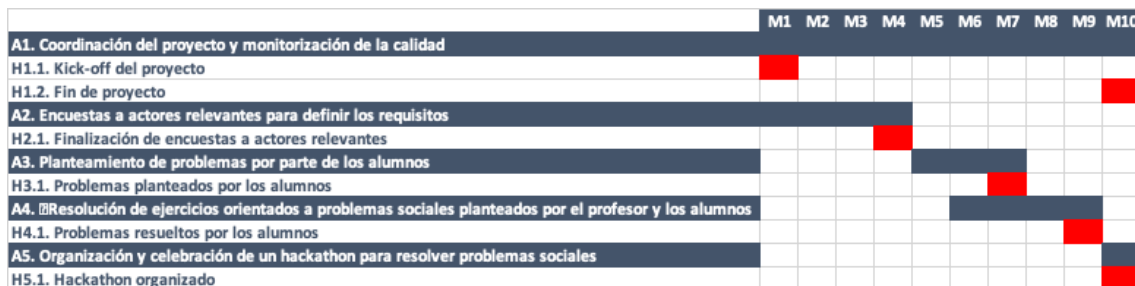 M1 M2 M3 M4 M5 M6 M7 M8 M9 M10
A1. Coordinación del proyecto y monitorización de la calidad
H1.1. Kick-off del proyecto
H1.2. Fin de proyecto
A2. Encuestas a actores relevantes para definir los requisitos
H2.1. Finalización de encuestas a actores relevantes
A3. Planteamiento de problemas por parte de los alumnos
H3.1. Problemas planteados por los alumnos
A4. Resolución de ejercicios orientados a problemas sociales planteados por el profesor y los alumnos
H4.1. Problemas resueltos por los alumnos
A5. Organización y celebración de un hackathon para resolver problemas sociales
H5.1. Hackathon organizado